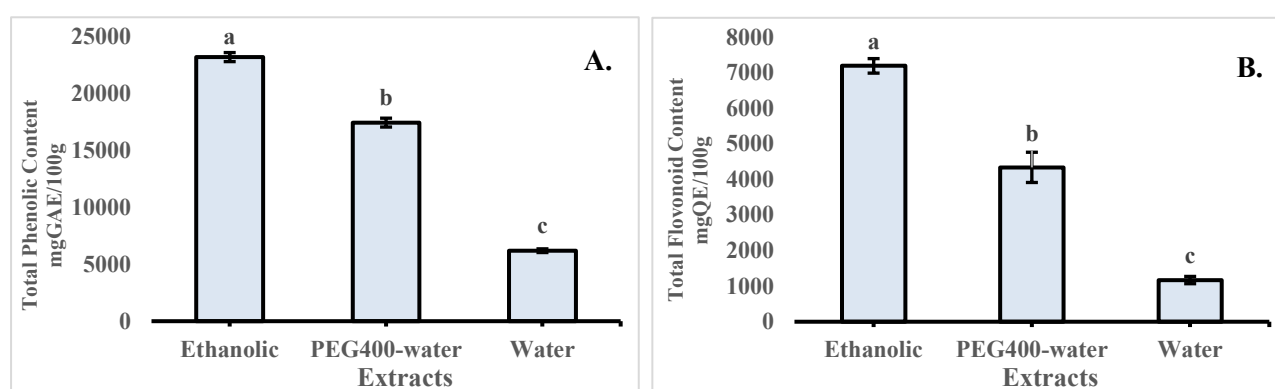 A.
Total Phenolic Content
mgGAE/100g
25000
20000
15000
10000
5000
0
a
b
c
Ethanolic PEG400-water Water
Extracts
B.
Total Flovonoid Content
mgQE/100g
8000
7000
6000
5000
4000
3000
2000
1000
0
a
b
c
Ethanolic PEG400-water Water
Extracts